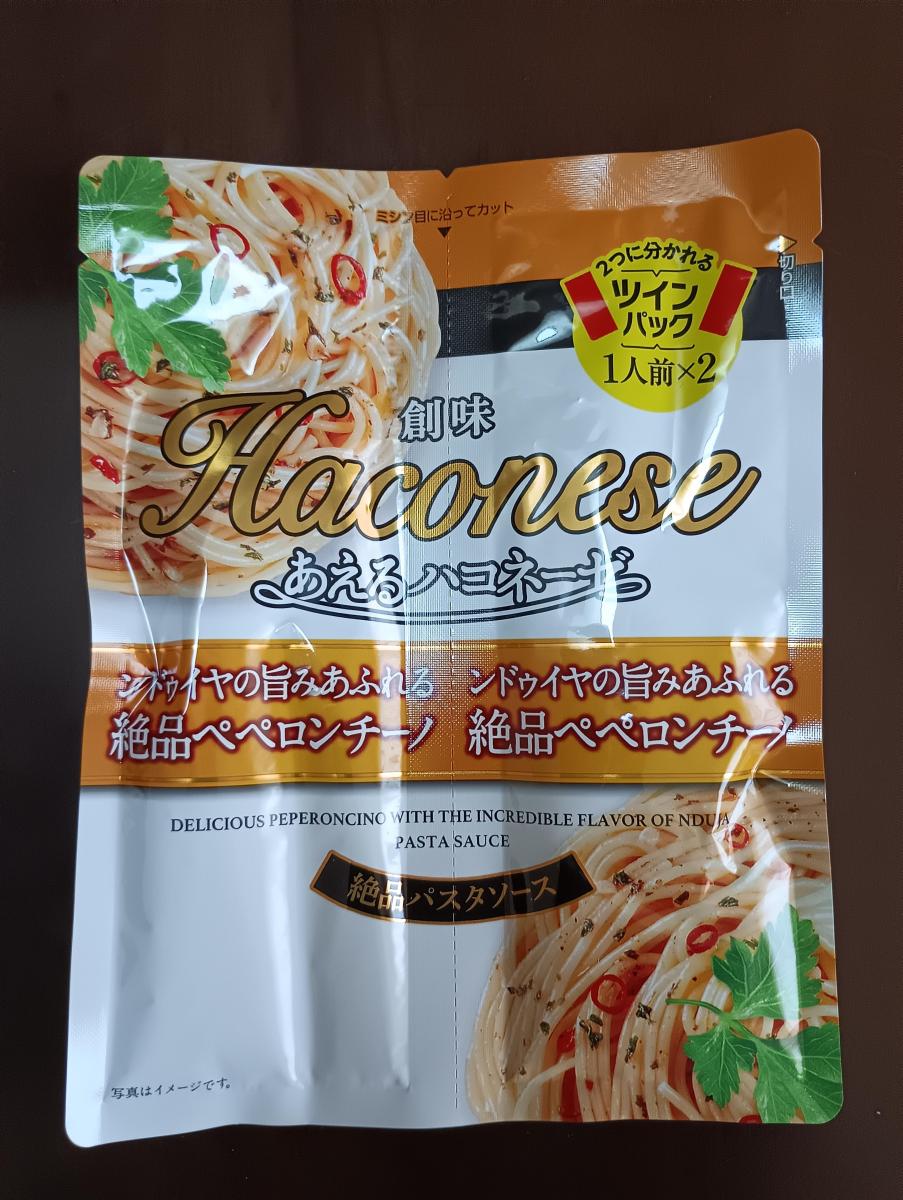 ミシン目に沿ってカット
切り口
2つに分かれる
ツイン
パック
1人前×2
創味
Haconese
あえるハコネーゼ
ンドゥイヤの旨みあふれる ンドゥイヤの旨みあふれる
絶品ペペロンチーノ 絶品ペペロンチーノ
DELICIOUS PEPERONCINO WITH THE INCREDIBLE FLAVOR OF NDUJA
PASTA SAUCE
絶品パスタソース
写真はイメージです。